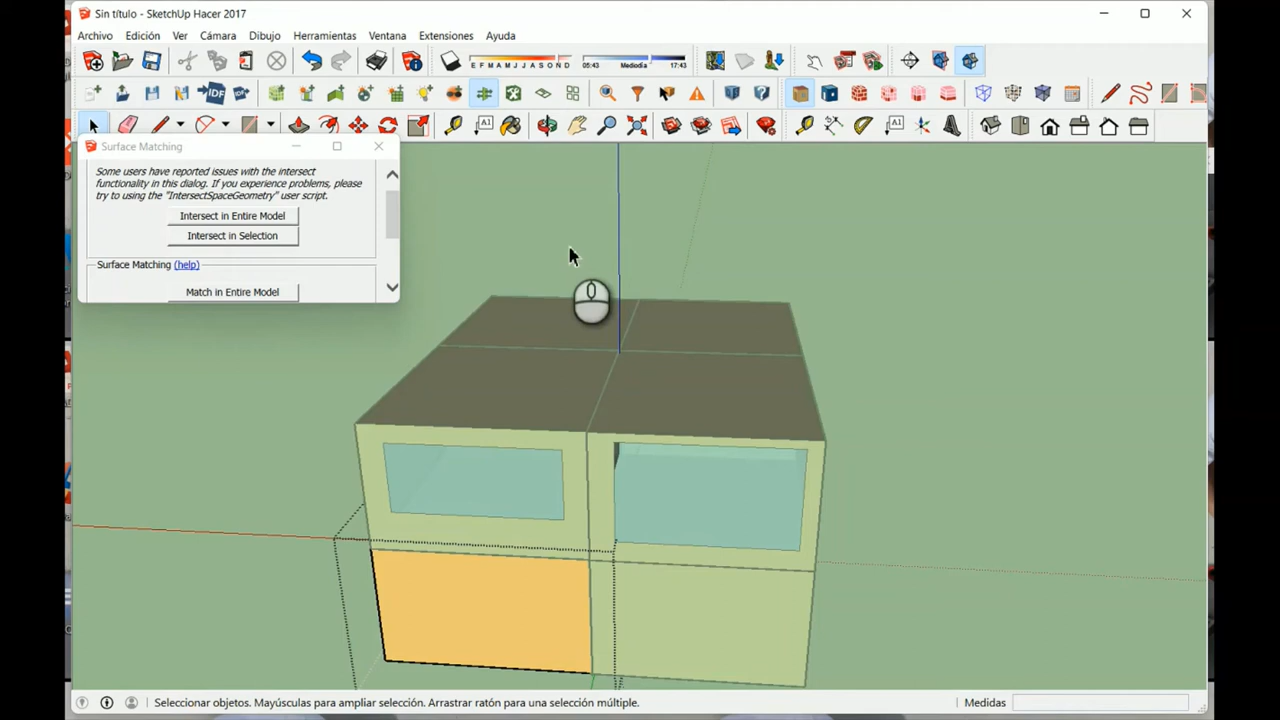 Sin título - SketchUp Hacer 2017
Archivo Edición Ver Cámara Dibujo Herramientas Ventana Extensiones Ayuda
E F M A M J J A S O N D 05:43 Mediodía 17:43
IDF
A1 A1
Surface Matching
Some users have reported issues with the intersect
functionality in this dialog. If you experience problems, please
try to using the "IntersectSpaceGeometry" user script.
Intersect in Entire Model
Intersect in Selection
Surface Matching (help)
Match in Entire Model
Seleccionar objetos. Mayúsculas para ampliar selección. Arrastrar ratón para una selección múltiple. Medidas